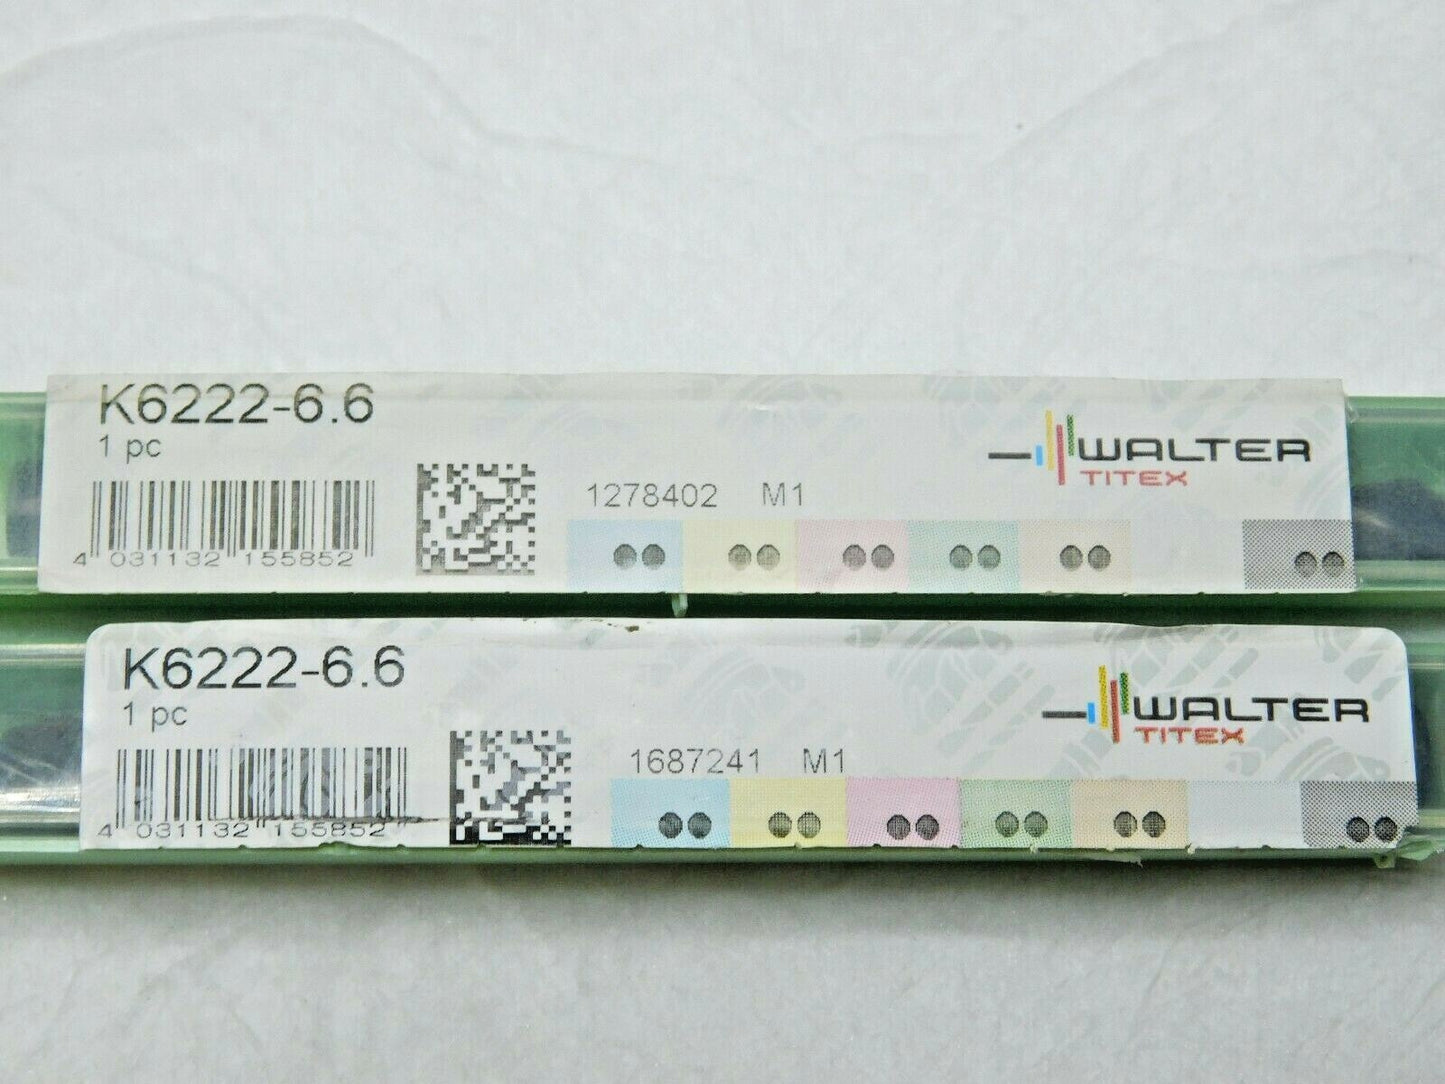 K6222-6.6
1 pc
4 031132 155852
1278402 M1
WALTER
TITEX
K6222-6.6
1 pc
4 031132 155852
1687241 M1
WALTER
TITEX